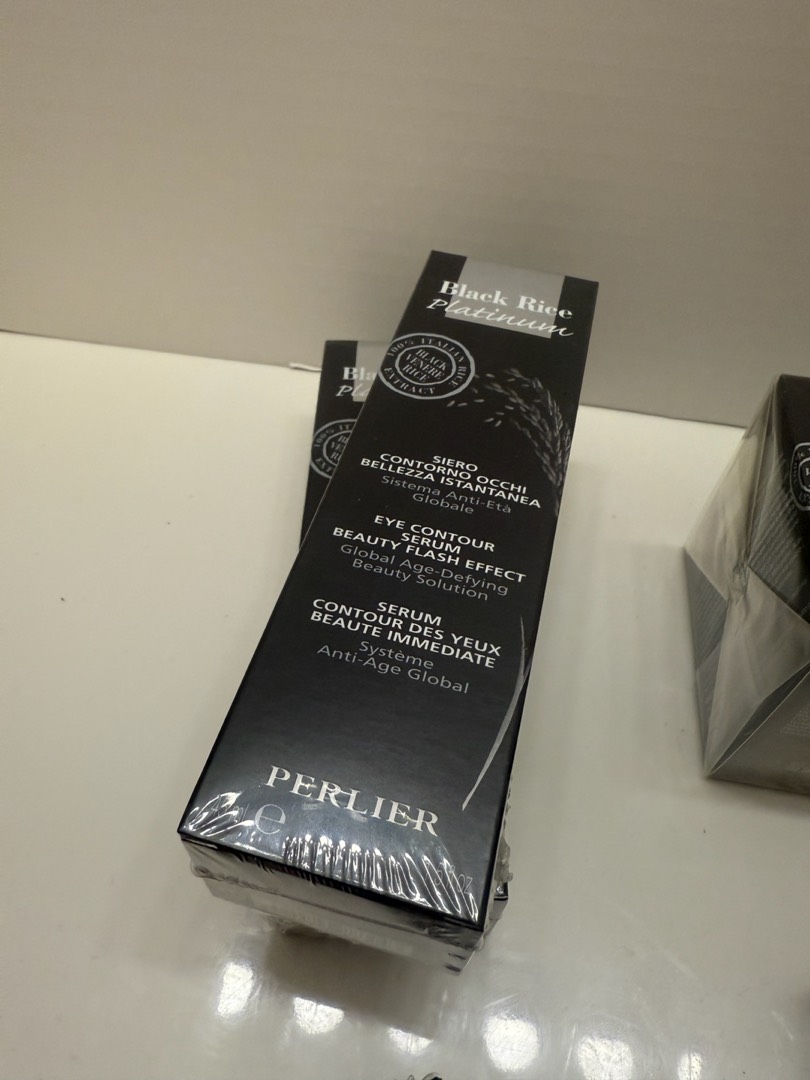 Black Rice
Platinum
100% ITALIAN RICE
BLACK
VENERE
RICE
EXTRACT
SIERO
CONTORNO OCCHI
BELLEZZA ISTANTANEA
Sistema Anti-Età
Globale
EYE CONTOUR
SERUM
BEAUTY FLASH EFFECT
Global Age-Defying
Beauty Solution
SERUM
CONTOUR DES YEUX
BEAUTE IMMEDIATE
Système
Anti-Age Global
PERLIER
e